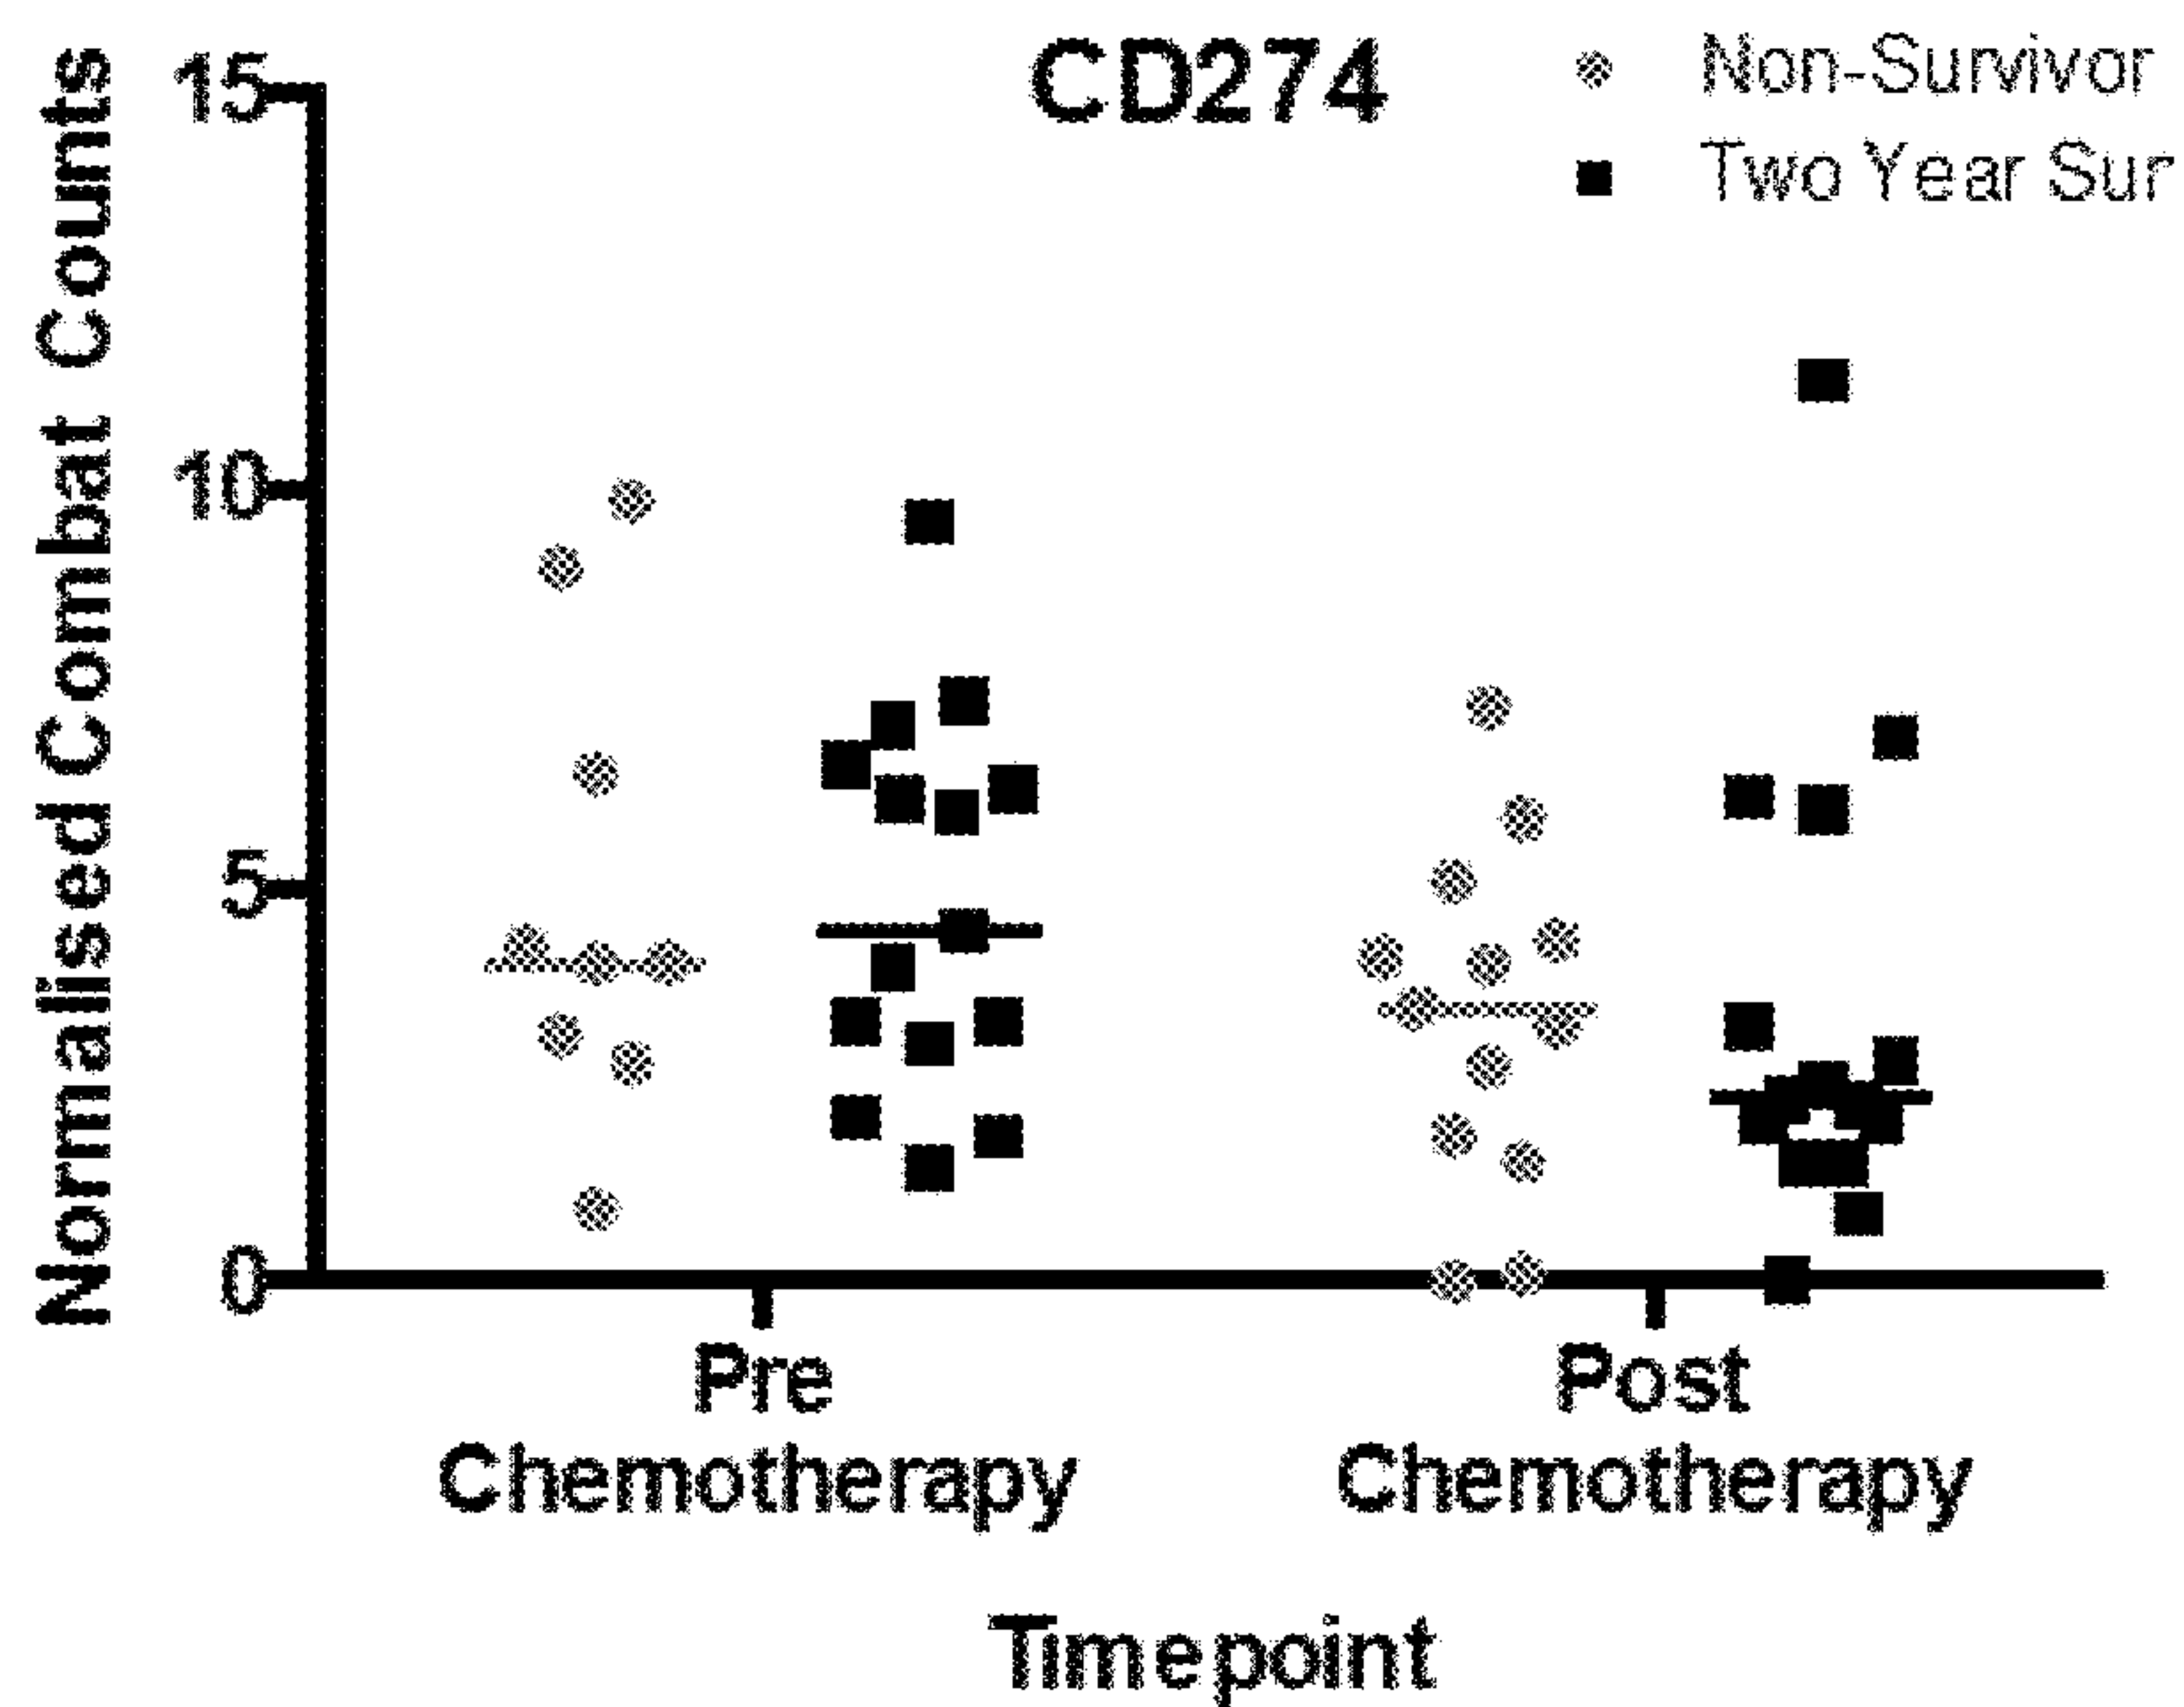 CD274
Non-Survivor
Two Year Sur
Normalised Combat Counts
15
10
5
0
Pre
Chemotherapy
Post
Chemotherapy
Timepoint